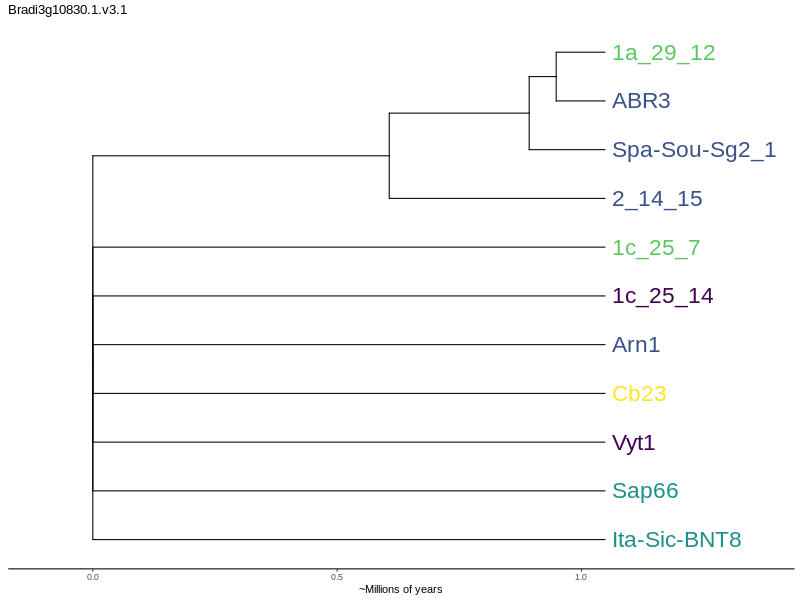 Bradi3g10830.1.v3.1
1a_29_12
ABR3
Spa-Sou-Sg2_1
2_14_15
1c_25_7
1c_25_14
Arn1
Cb23
Vyt1
Sap66
Ita-Sic-BNT8
0.0 0.5 1.0
~Millions of years